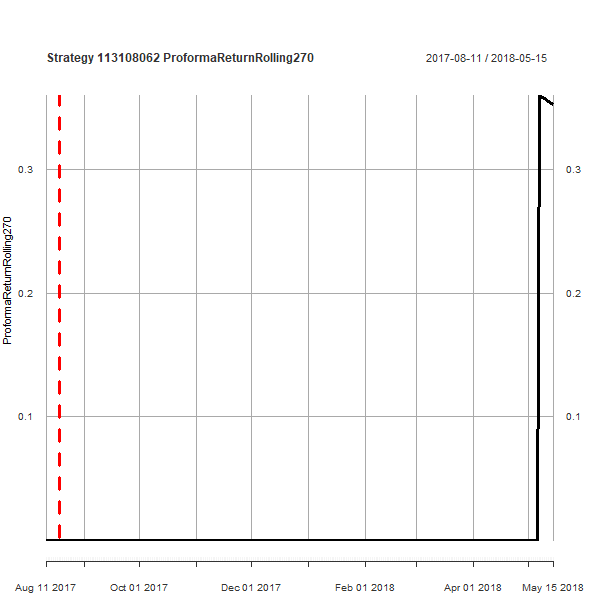 Strategy 113108062 ProformaReturnRolling270 2017-08-11 / 2018-05-15
ProformaReturnRolling270
0.3 0.3
0.2 0.2
0.1 0.1
Aug 11 2017 Oct 01 2017 Dec 01 2017 Feb 01 2018 Apr 01 2018 May 15 2018